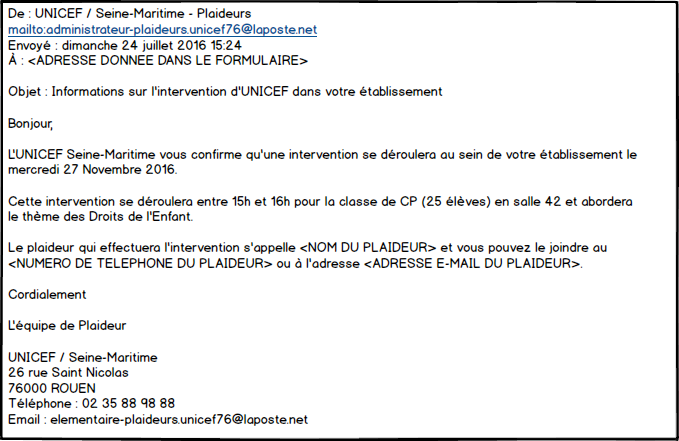 De : UNICEF / Seine-Maritime - Plaideurs
mailto:administrateur-plaideurs.unicef76@laposte.net
Envoyé : dimanche 24 juillet 2016 15:24
À : <ADRESSE DONNEE DANS LE FORMULAIRE>
Objet : Informations sur l'intervention d'UNICEF dans votre établissement
Bonjour,
L'UNICEF Seine-Maritime vous confirme qu'une intervention se déroulera au sein de votre établissement le
mercredi 27 Novembre 2016.
Cette intervention se déroulera entre 15h et 16h pour la classe de CP (25 élèves) en salle 42 et abordera
le thème des Droits de l'Enfant.
Le plaideur qui effectuera l'intervention s'appelle <NOM DU PLAIDEUR> et vous pouvez le joindre au
<NUMERO DE TELEPHONE DU PLAIDEUR> ou à l'adresse <ADRESSE E-MAIL DU PLAIDEUR>.
Cordialement
L'équipe de Plaideur
UNICEF / Seine-Maritime
26 rue Saint Nicolas
76000 ROUEN
Téléphone : 02 35 88 98 88
Email : elementaire-plaideurs.unicef76@laposte.net